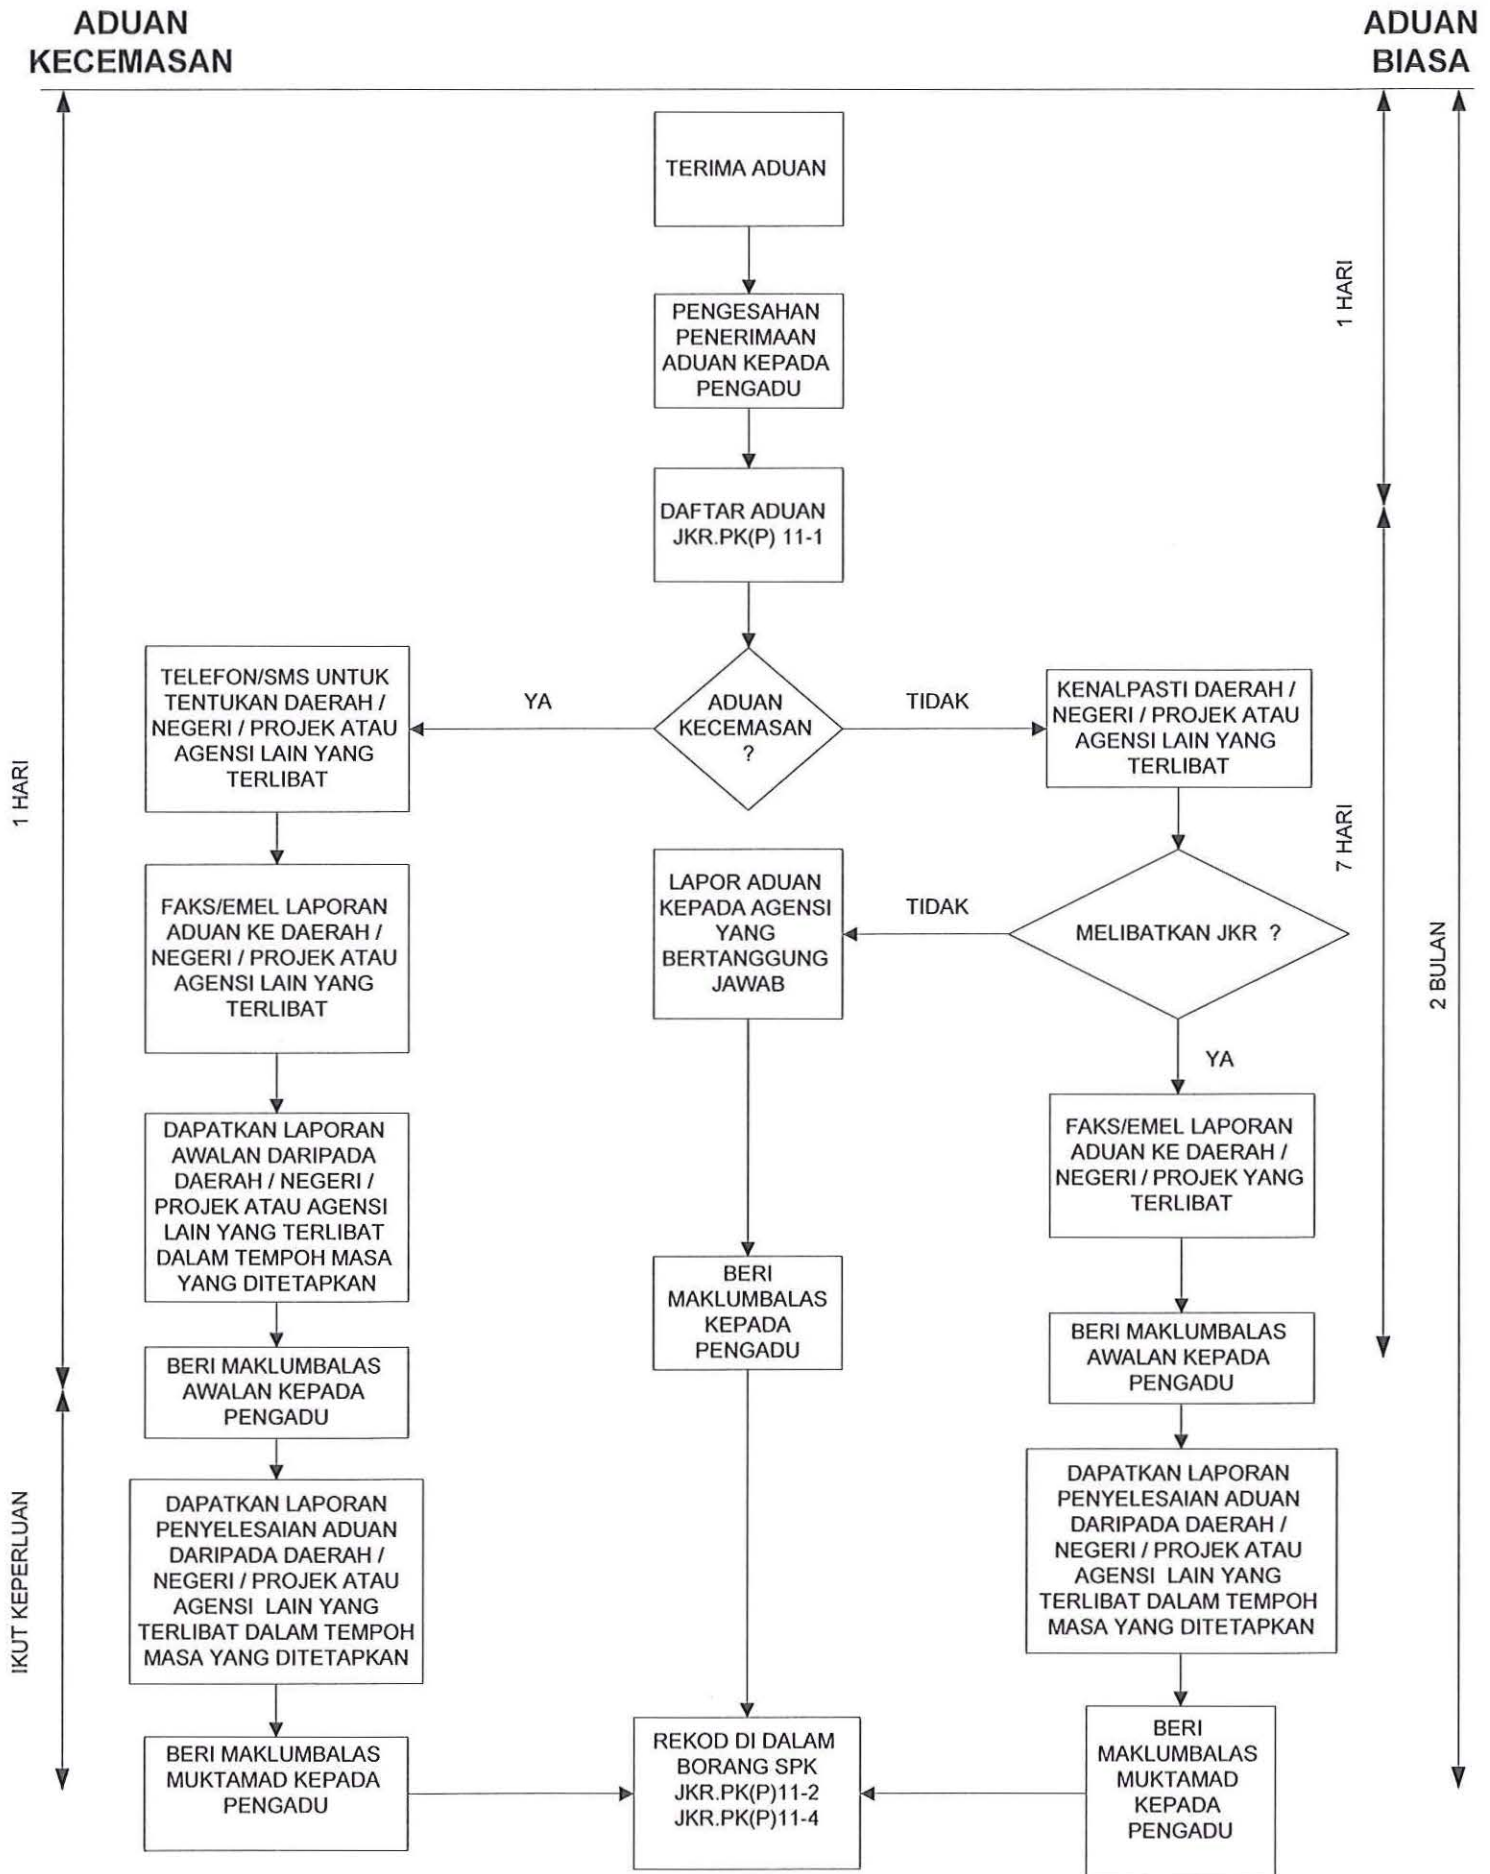 ADUAN
KECEMASAN
ADUAN
BIASA
TERIMA ADUAN
1 HARI
PENGESAHAN
PENERIMAAN
ADUAN KEPADA
PENGADU
DAFTAR ADUAN
JKR.PK(P) 11-1
ADUAN
KECEMASAN
?
YA
TIDAK
TELEFON/SMS UNTUK
TENTUKAN DAERAH /
NEGERI / PROJEK ATAU
AGENSI LAIN YANG
TERLIBAT
KENALPASTI DAERAH /
NEGERI / PROJEK ATAU
AGENSI LAIN YANG
TERLIBAT
1 HARI
7 HARI
2 BULAN
FAKS/EMEL LAPORAN
ADUAN KE DAERAH /
NEGERI / PROJEK ATAU
AGENSI LAIN YANG
TERLIBAT
LAPOR ADUAN
KEPADA AGENSI
YANG
BERTANGGUNG
JAWAB
TIDAK
MELIBATKAN JKR ?
YA
DAPATKAN LAPORAN
AWALAN DARIPADA
DAERAH / NEGERI /
PROJEK ATAU AGENSI
LAIN YANG TERLIBAT
DALAM TEMPOH MASA
YANG DITETAPKAN
FAKS/EMEL LAPORAN
ADUAN KE DAERAH /
NEGERI / PROJEK YANG
TERLIBAT
BERI
MAKLUMBALAS
KEPADA
PENGADU
BERI MAKLUMBALAS
AWALAN KEPADA
PENGADU
BERI MAKLUMBALAS
AWALAN KEPADA
PENGADU
IKUT KEPERLUAN
DAPATKAN LAPORAN
PENYELESAIAN ADUAN
DARIPADA DAERAH /
NEGERI / PROJEK ATAU
AGENSI LAIN YANG
TERLIBAT DALAM TEMPOH
MASA YANG DITETAPKAN
DAPATKAN LAPORAN
PENYELESAIAN ADUAN
DARIPADA DAERAH /
NEGERI / PROJEK ATAU
AGENSI LAIN YANG
TERLIBAT DALAM TEMPOH
MASA YANG DITETAPKAN
BERI MAKLUMBALAS
MUKTAMAD KEPADA
PENGADU
REKOD DI DALAM
BORANG SPK
JKR.PK(P)11-2
JKR.PK(P)11-4
BERI
MAKLUMBALAS
MUKTAMAD
KEPADA
PENGADU